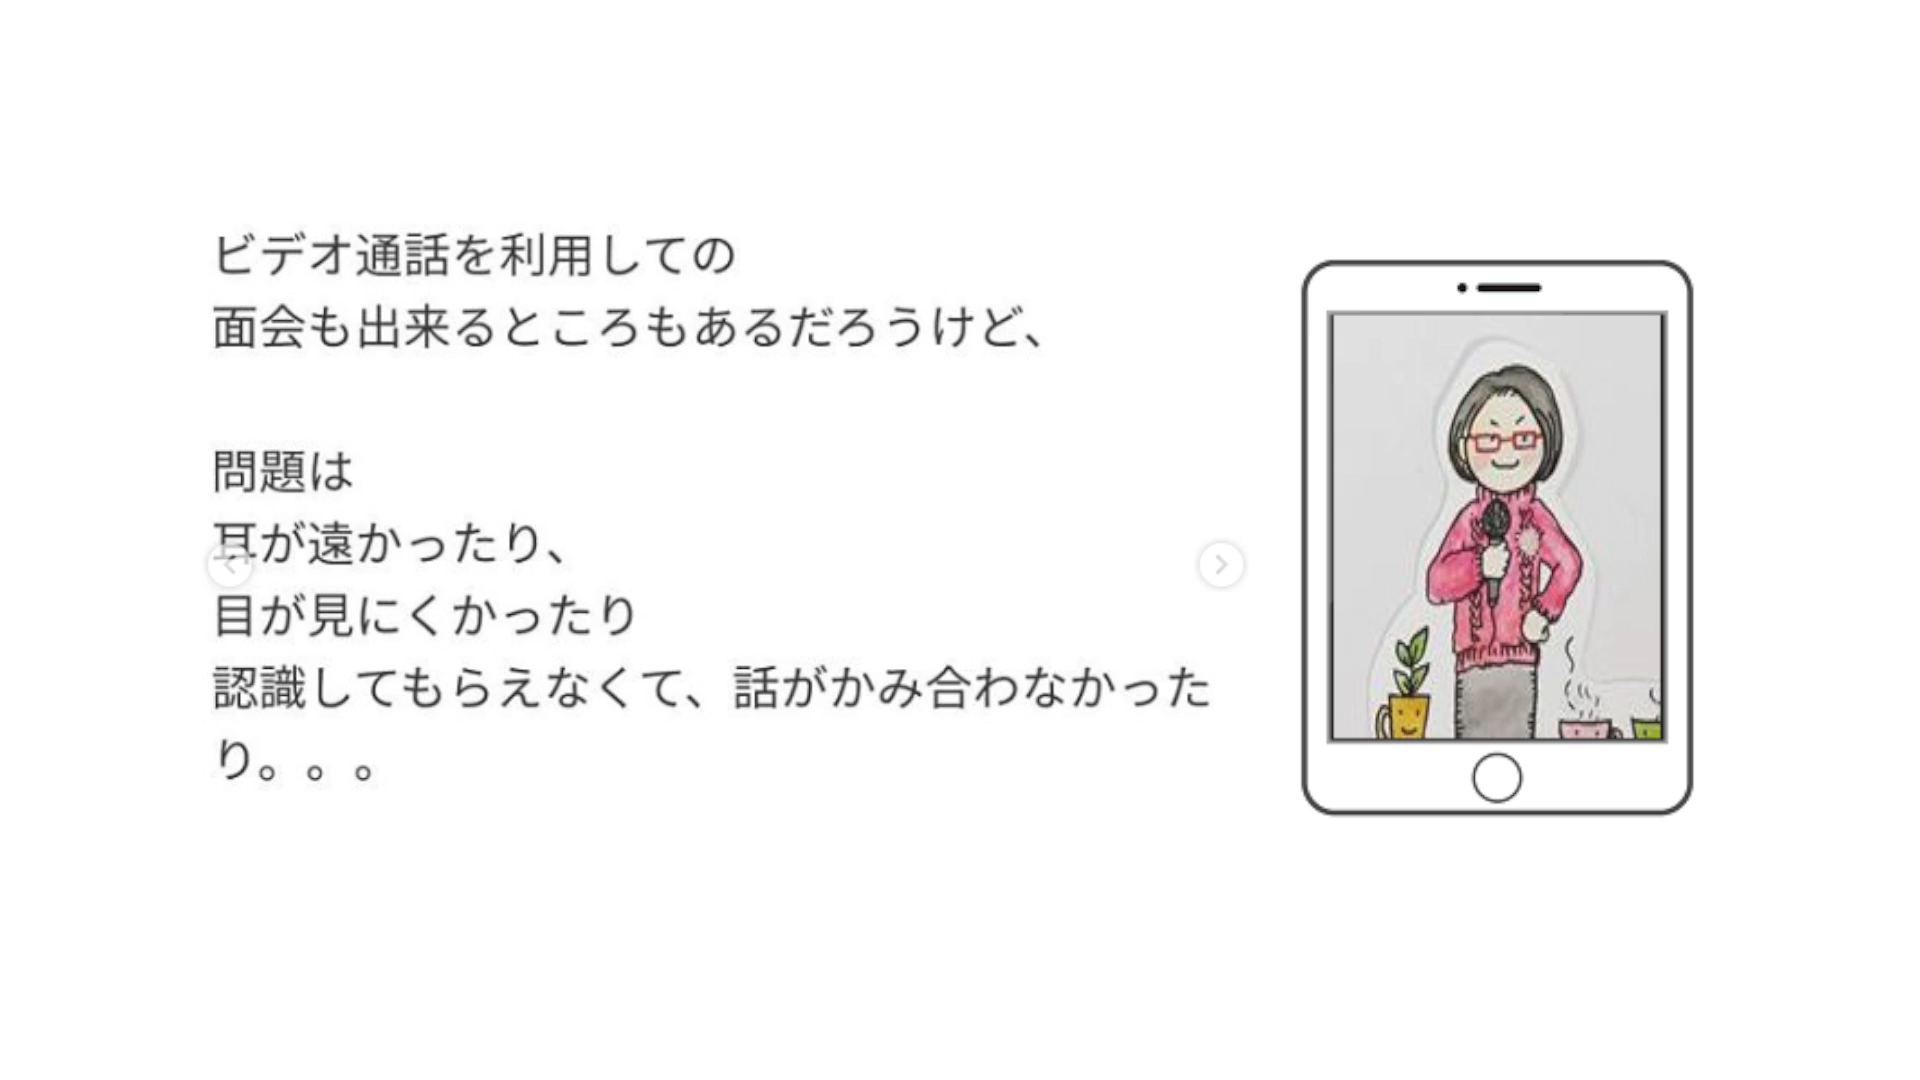 ビデオ通話を利用しての
面会も出来るところもあるだろうけど、
問題は
耳が遠かったり、
目が見にくかったり
認識してもらえなくて、話がかみ合わなかった
り。。。